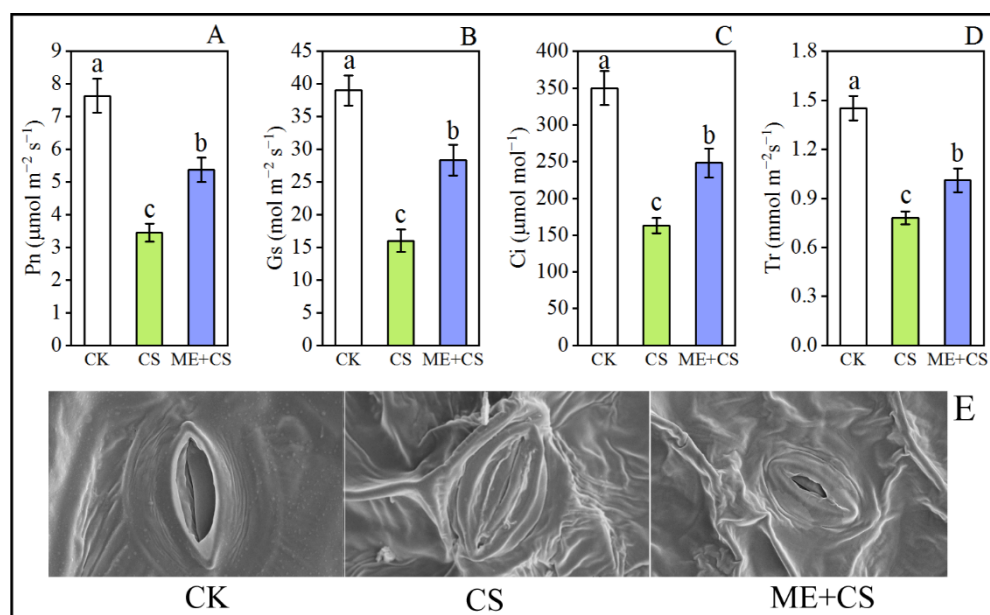 A
Pn (μmol m⁻² s⁻¹)
9
8
7
6
5
4
3
2
1
0
a
c
b
CK CS ME+CS
B
Gs (mol m⁻² s⁻¹)
45
40
35
30
25
20
15
10
5
0
a
c
b
CK CS ME+CS
C
Ci (μmol mol⁻¹)
400
350
300
250
200
150
100
50
0
a
c
b
CK CS ME+CS
D
Tr (mmol m⁻²s⁻¹)
1.8
1.5
1.2
0.9
0.6
0.3
0.0
a
c
b
CK CS ME+CS
E
CK CS ME+CS